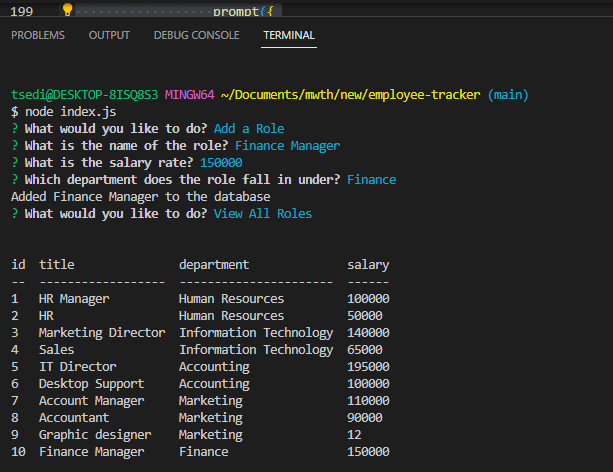 199 prompt({
PROBLEMS OUTPUT DEBUG CONSOLE TERMINAL
tsedi@DESKTOP-8ISQ8S3 MINGW64 ~/Documents/mwth/new/employee-tracker (main)
$ node index.js
? What would you like to do? Add a Role
? What is the name of the role? Finance Manager
? What is the salary rate? 150000
? Which department does the role fall in under? Finance
Added Finance Manager to the database
? What would you like to do? View All Roles
id title department salary
-- ------------------ ---------------------- ------
1 HR Manager Human Resources 100000
2 HR Human Resources 50000
3 Marketing Director Information Technology 140000
4 Sales Information Technology 65000
5 IT Director Accounting 195000
6 Desktop Support Accounting 100000
7 Account Manager Marketing 110000
8 Accountant Marketing 90000
9 Graphic designer Marketing 12
10 Finance Manager Finance 150000